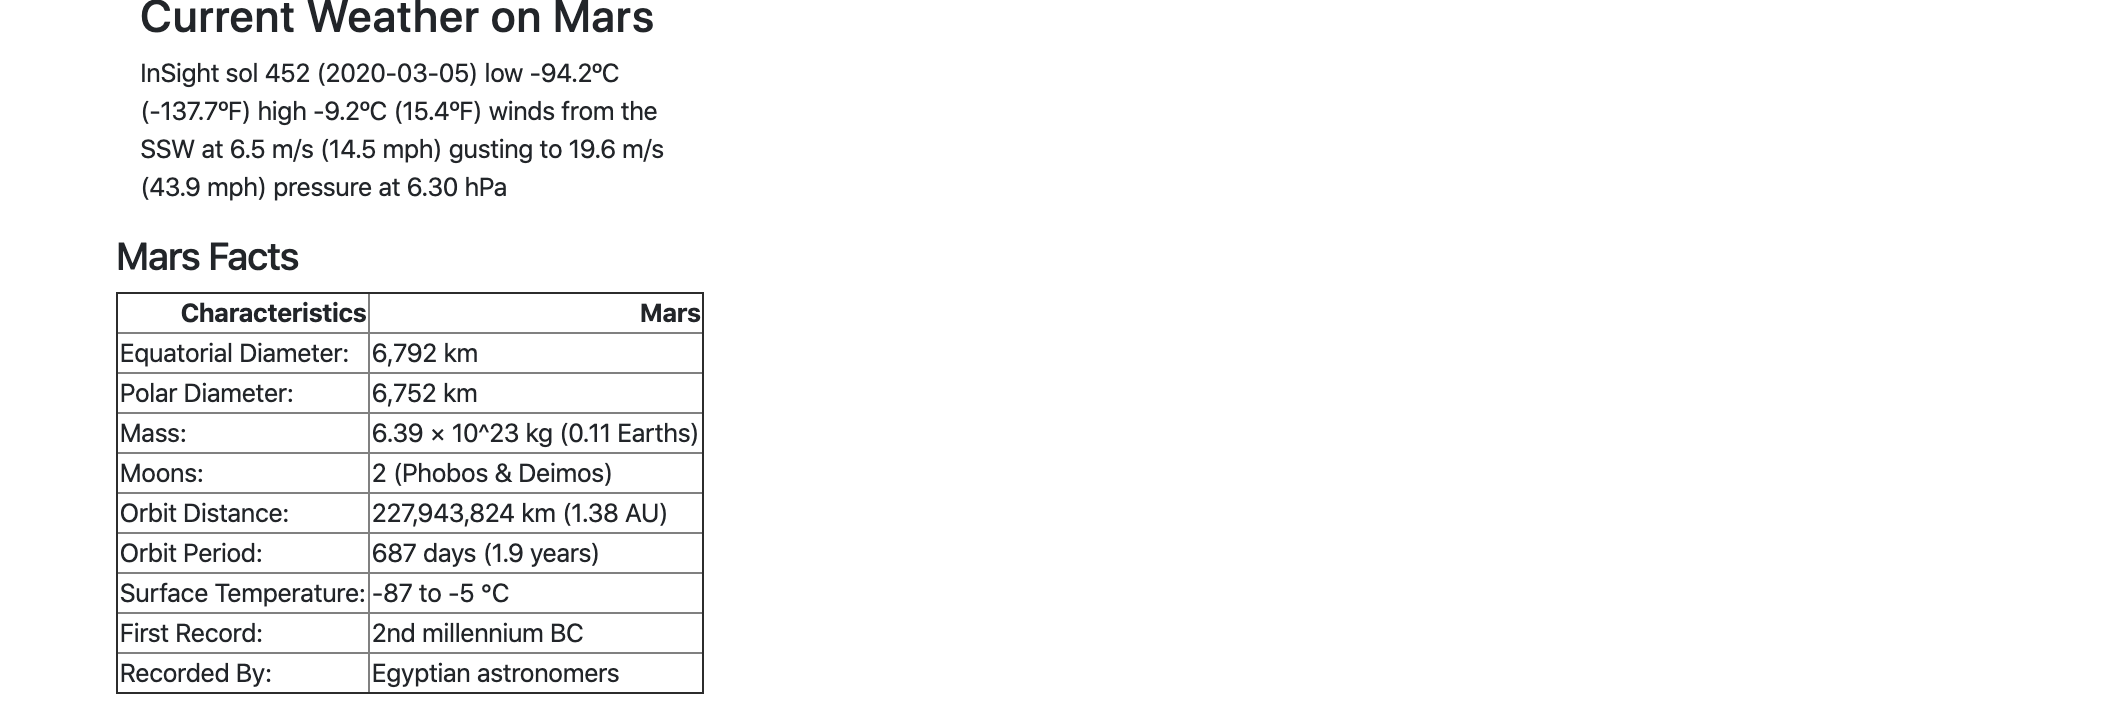 Current Weather on Mars
InSight sol 452 (2020-03-05) low -94.2ºC
(-137.7ºF) high -9.2ºC (15.4ºF) winds from the
SSW at 6.5 m/s (14.5 mph) gusting to 19.6 m/s
(43.9 mph) pressure at 6.30 hPa
Mars Facts
Characteristics Mars
Equatorial Diameter: 6,792 km
Polar Diameter: 6,752 km
Mass: 6.39 × 10^23 kg (0.11 Earths)
Moons: 2 (Phobos & Deimos)
Orbit Distance: 227,943,824 km (1.38 AU)
Orbit Period: 687 days (1.9 years)
Surface Temperature: -87 to -5 °C
First Record: 2nd millennium BC
Recorded By: Egyptian astronomers